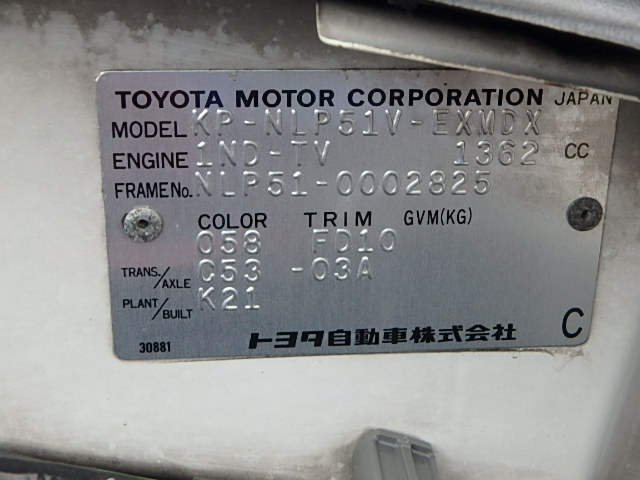 TOYOTA MOTOR CORPORATION JAPAN
MODEL KP-NLP51V-EXMDX
ENGINE 1ND-TV 1362 CC
FRAME No. NLP51-0002825
COLOR TRIM GVM(KG)
058 FD10
TRANS./AXLE C53 -03A
PLANT/BUILT K21
30881 トヨタ自動車株式会社 C